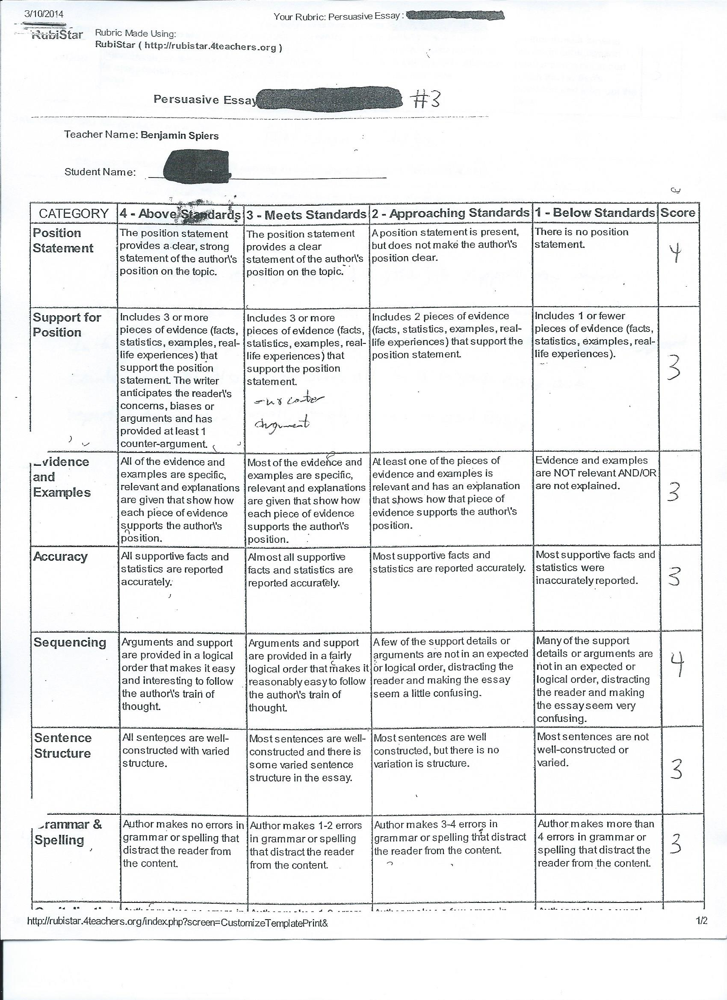 3/10/2014
Your Rubric: Persuasive Essay :
RubiStar
Rubric Made Using:
RubiStar ( http://rubistar.4teachers.org )
Persuasive Essay #3
Teacher Name: Benjamin Spiers
Student Name:
CATEGORY 4 - Above Standards 3 - Meets Standards 2 - Approaching Standards 1 - Below Standards Score
Position
Statement
The position statement
provides a clear, strong
statement of the author\'s
position on the topic.
The position statement
provides a clear
statement of the author\'s
position on the topic.
A position statement is present,
but does not make the author\'s
position clear.
There is no position
statement.
4
Support for
Position
Includes 3 or more
pieces of evidence (facts,
statistics, examples, real-
life experiences) that
support the position
statement. The writer
anticipates the reader\'s
concerns, biases or
arguments and has
provided at least 1
counter-argument.
Includes 3 or more
pieces of evidence (facts,
statistics, examples, real-
life experiences) that
support the position
statement.
- no counter
argument
Includes 2 pieces of evidence
(facts, statistics, examples, real-
life experiences) that support the
position statement.
Includes 1 or fewer
pieces of evidence (facts,
statistics, examples, real-
life experiences).
3
vidence
and
Examples
All of the evidence and
examples are specific,
relevant and explanations
are given that show how
each piece of evidence
supports the author\'s
position.
Most of the evidence and
examples are specific,
relevant and explanations
are given that show how
each piece of evidence
supports the author\'s
position.
At least one of the pieces of
evidence and examples is
relevant and has an explanation
that shows how that piece of
evidence supports the author\'s
position.
Evidence and examples
are NOT relevant AND/OR
are not explained.
3
Accuracy
All supportive facts and
statistics are reported
accurately.
Almost all supportive
facts and statistics are
reported accurately.
Most supportive facts and
statistics are reported accurately.
Most supportive facts and
statistics were
inaccurately reported.
3
Sequencing
Arguments and support
are provided in a logical
order that makes it easy
and interesting to follow
the author\'s train of
thought.
Arguments and support
are provided in a fairly
logical order that makes it
reasonably easy to follow
the author\'s train of
thought.
A few of the support details or
arguments are not in an expected
or logical order, distracting the
reader and making the essay
seem a little confusing.
Many of the support
details or arguments are
not in an expected or
logical order, distracting
the reader and making
the essay seem very
confusing.
4
Sentence
Structure
All sentences are well-
constructed with varied
structure.
Most sentences are well-
constructed and there is
some varied sentence
structure in the essay.
Most sentences are well
constructed, but there is no
variation is structure.
Most sentences are not
well-constructed or
varied.
3
rammar &
Spelling
Author makes no errors in
grammar or spelling that
distract the reader from
the content.
Author makes 1-2 errors
in grammar or spelling
that distract the reader
from the content.
Author makes 3-4 errors in
grammar or spelling that distract
the reader from the content.
Author makes more than
4 errors in grammar or
spelling that distract the
reader from the content.
3
http://rubistar.4teachers.org/index.php?screen=CustomizeTemplatePrint&
1/2